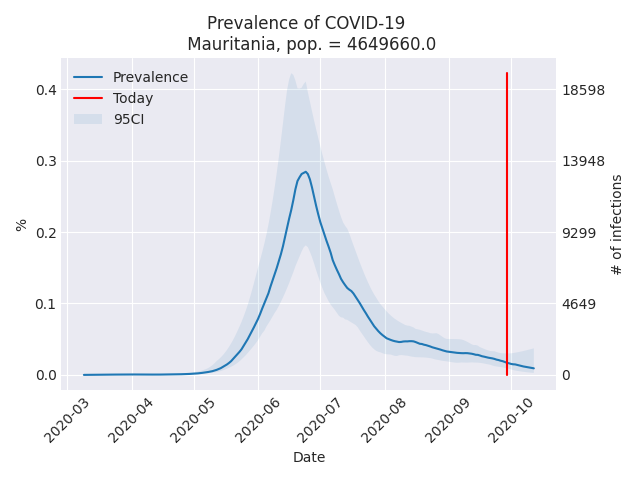 Prevalence of COVID-19
Mauritania, pop. = 4649660.0
Prevalence
Today
95CI
0.4
0.3
0.2
0.1
0.0
%
18598
13948
9299
4649
0
# of infections
2020-03
2020-04
2020-05
2020-06
2020-07
2020-08
2020-09
2020-10
Date